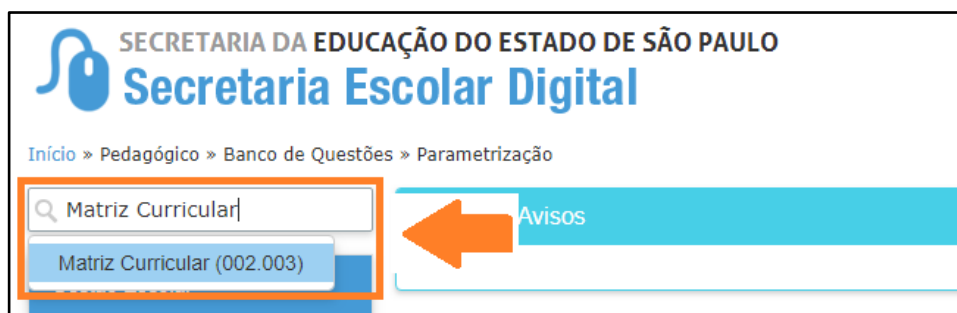 SECRETARIA DA EDUCAÇÃO DO ESTADO DE SÃO PAULO
Secretaria Escolar Digital
Início » Pedagógico » Banco de Questões » Parametrização
Matriz Curricular
Avisos
Matriz Curricular (002.003)